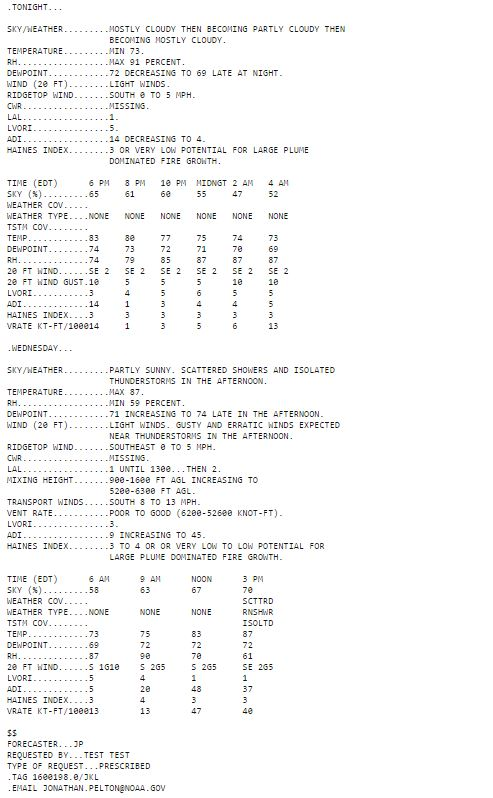 .TONIGHT...
SKY/WEATHER.........MOSTLY CLOUDY THEN BECOMING PARTLY CLOUDY THEN
BECOMING MOSTLY CLOUDY.
TEMPERATURE.........MIN 73.
RH..................MAX 91 PERCENT.
DEWPOINT............72 DECREASING TO 69 LATE AT NIGHT.
WIND (20 FT)........LIGHT WINDS.
RIDGETOP WIND.......SOUTH 0 TO 5 MPH.
CWR.................MISSING.
LAL.................1.
LVORI...............5.
ADI.................14 DECREASING TO 4.
HAINES INDEX........3 OR VERY LOW POTENTIAL FOR LARGE PLUME
DOMINATED FIRE GROWTH.
TIME (EDT)      6 PM   8 PM   10 PM  MIDNGT 2 AM   4 AM
SKY (%).........65     61     60     55     47     52
WEATHER COV.....
WEATHER TYPE....NONE   NONE   NONE   NONE   NONE   NONE
TSTM COV........
TEMP............83     80     77     75     74     73
DEWPOINT........74     73     72     71     70     69
RH..............74     79     85     87     87     87
20 FT WIND......SE 2   SE 2   SE 2   SE 2   SE 2   SE 2
20 FT WIND GUST.10     5      5      5      10     10
LVORI...........3      4      5      6      5      5
ADI.............14     1      3      4      4      5
HAINES INDEX....3      3      3      3      3      3
VRATE KT-FT/100014     1      3      5      6      13
.WEDNESDAY...
SKY/WEATHER.........PARTLY SUNNY. SCATTERED SHOWERS AND ISOLATED
THUNDERSTORMS IN THE AFTERNOON.
TEMPERATURE.........MAX 87.
RH..................MIN 59 PERCENT.
DEWPOINT............71 INCREASING TO 74 LATE IN THE AFTERNOON.
WIND (20 FT)........LIGHT WINDS. GUSTY AND ERRATIC WINDS EXPECTED
NEAR THUNDERSTORMS IN THE AFTERNOON.
RIDGETOP WIND.......SOUTHEAST 0 TO 5 MPH.
CWR.................MISSING.
LAL.................1 UNTIL 1300...THEN 2.
MIXING HEIGHT.......900-1600 FT AGL INCREASING TO
5200-6300 FT AGL.
TRANSPORT WINDS.....SOUTH 8 TO 13 MPH.
VENT RATE...........POOR TO GOOD (6200-52600 KNOT-FT).
LVORI...............3.
ADI.................9 INCREASING TO 45.
HAINES INDEX........3 TO 4 OR OR VERY LOW TO LOW POTENTIAL FOR
LARGE PLUME DOMINATED FIRE GROWTH.
TIME (EDT)      6 AM      9 AM      NOON      3 PM
SKY (%).........58        63        67        70
WEATHER COV.....                              SCTTRD
WEATHER TYPE....NONE      NONE      NONE      RNSHWR
TSTM COV........                              ISOLTD
TEMP............73        75        83        87
DEWPOINT........69        72        72        72
RH..............87        90        70        61
20 FT WIND......S 1G10    S 2G5     S 2G5     SE 2G5
LVORI...........5         4         1         1
ADI.............5         20        48        37
HAINES INDEX....3         4         3         3
VRATE KT-FT/100013        13        47        40
$$
FORECASTER...JP
REQUESTED BY...TEST TEST
TYPE OF REQUEST...PRESCRIBED
.TAG 1600198.0/JKL
.EMAIL JONATHAN.PELTON@NOAA.GOV